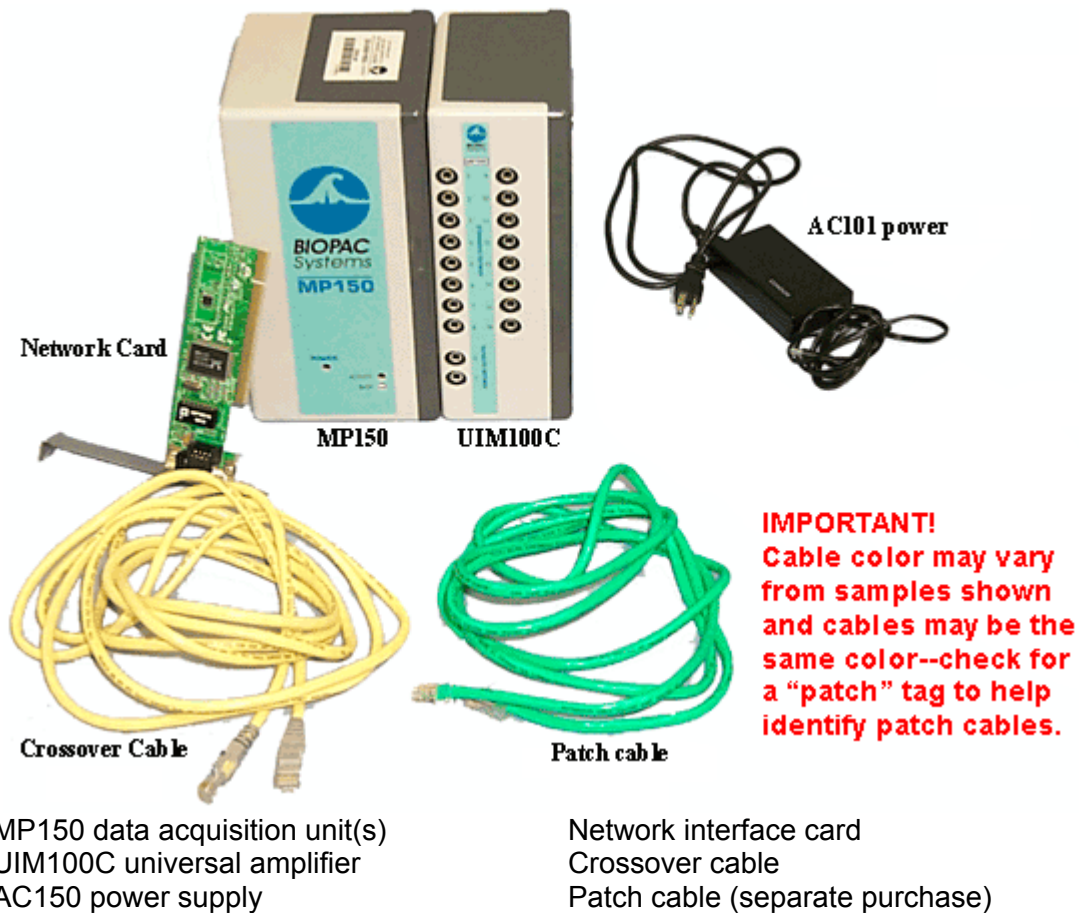 BIOPAC
Systems
MP150
POWER
BIOPAC
AC101 power
Network Card
MP150
UIM100C
IMPORTANT!
Cable color may vary
from samples shown
and cables may be the
same color--check for
a “patch” tag to help
identify patch cables.
Crossover Cable
Patch cable
MP150 data acquisition unit(s)
UIM100C universal amplifier
AC150 power supply
Network interface card
Crossover cable
Patch cable (separate purchase)